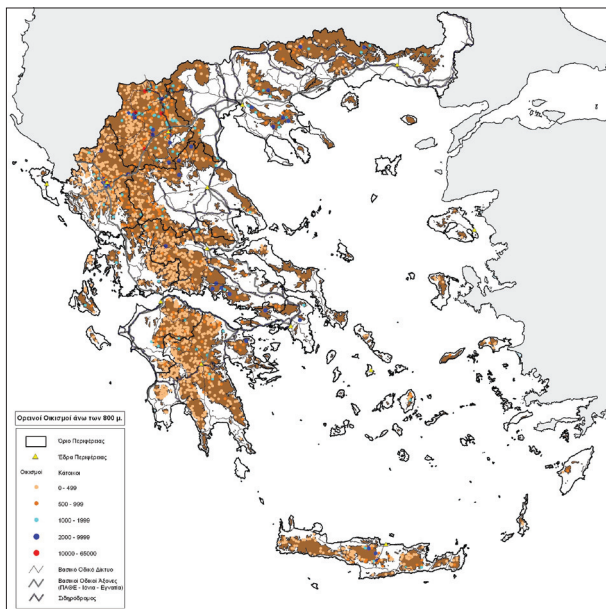 Ορεινοί Οικισμοί άνω των 800 μ.
Όριο Περιφέρειας
Έδρα Περιφέρειας
Οικισμοί Κάτοικοι
0 - 499
500 - 999
1000 - 1999
2000 - 9999
10000 - 65000
Βασικό Οδικό Δίκτυο
Βασικοί Οδικοί Άξονες
(ΠΑΘΕ - Ιονια - Εγνατία)
Σιδηρόδρομος